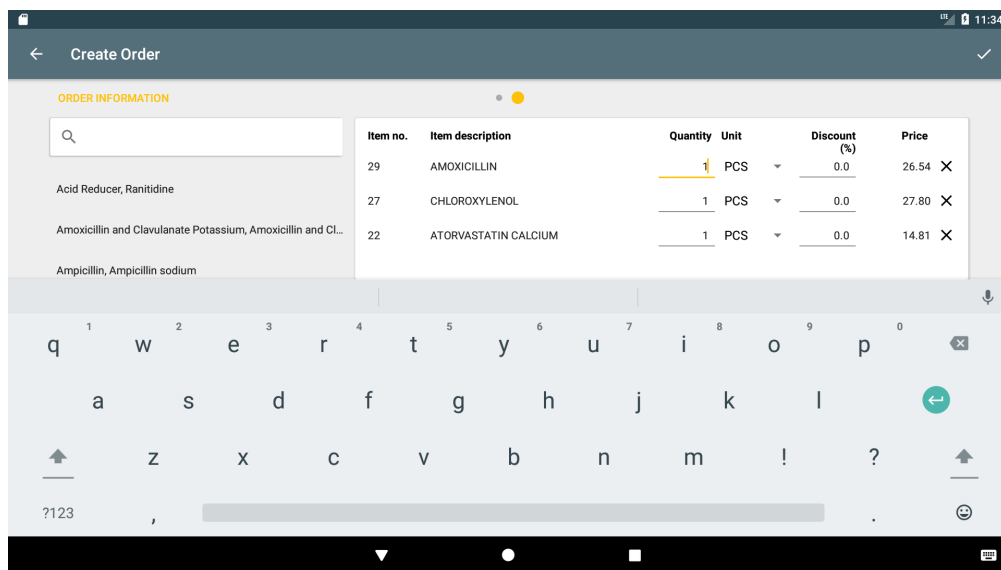 LTE 11:34
Create Order
ORDER INFORMATION
Item no. Item description Quantity Unit Discount (%) Price
29 AMOXICILLIN 1 PCS 0.0 26.54
27 CHLOROXYLENOL 1 PCS 0.0 27.80
22 ATORVASTATIN CALCIUM 1 PCS 0.0 14.81
Acid Reducer, Ranitidine
Amoxicillin and Clavulanate Potassium, Amoxicillin and Cl...
Ampicillin, Ampicillin sodium
1 2 3 4 5 6 7 8 9 0
q w e r t y u i o p
a s d f g h j k l
z x c v b n m ! ?
?123 , .